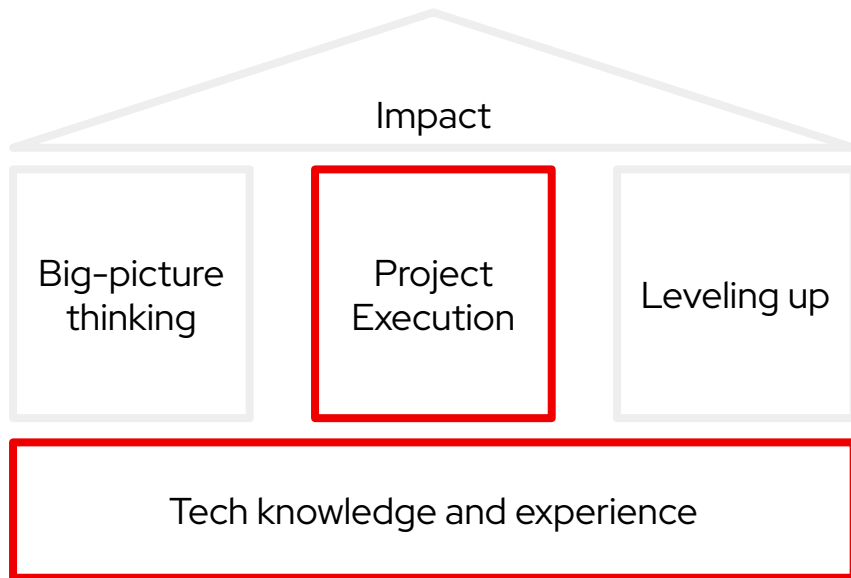 Impact
Big-picture
thinking
Project
Execution
Leveling up
Tech knowledge and experience